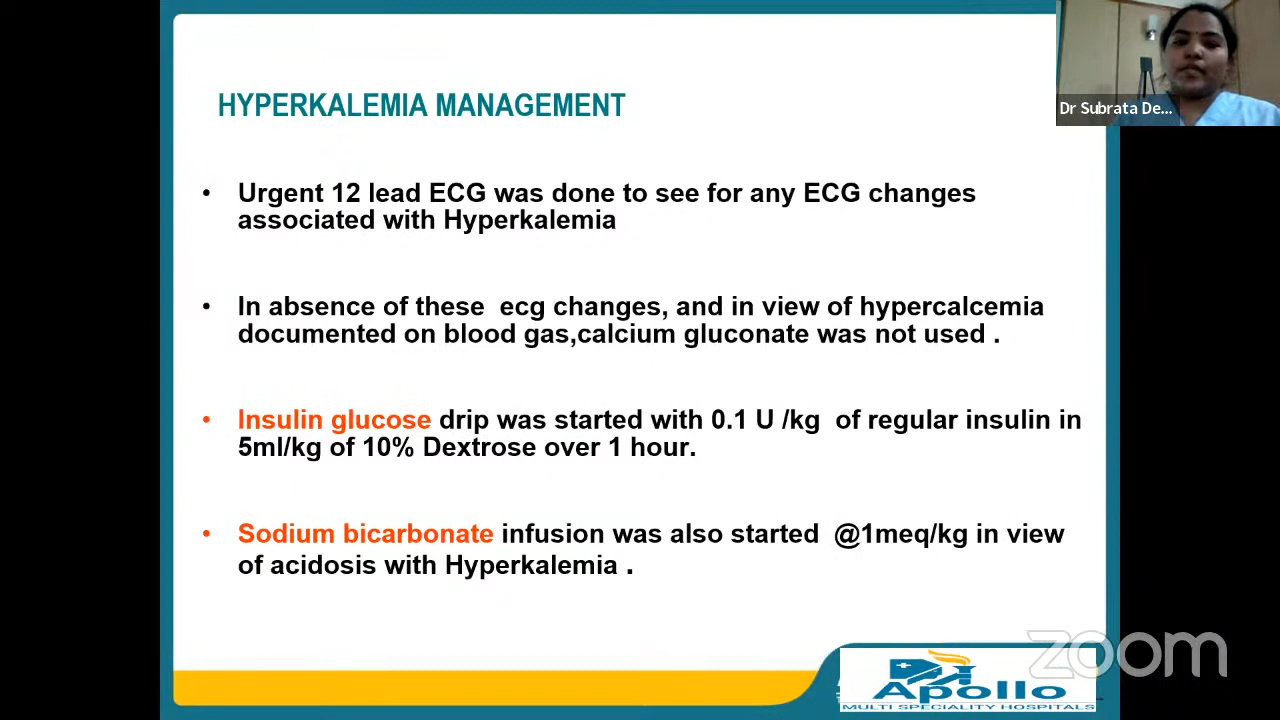 Dr Subrata De...
HYPERKALEMIA MANAGEMENT
• Urgent 12 lead ECG was done to see for any ECG changes
associated with Hyperkalemia
• In absence of these ecg changes, and in view of hypercalcemia
documented on blood gas,calcium gluconate was not used .
• Insulin glucose drip was started with 0.1 U /kg of regular insulin in
5ml/kg of 10% Dextrose over 1 hour.
• Sodium bicarbonate infusion was also started @1meq/kg in view
of acidosis with Hyperkalemia .
zoom
Apollo
MULTI SPECIALITY HOSPITALS